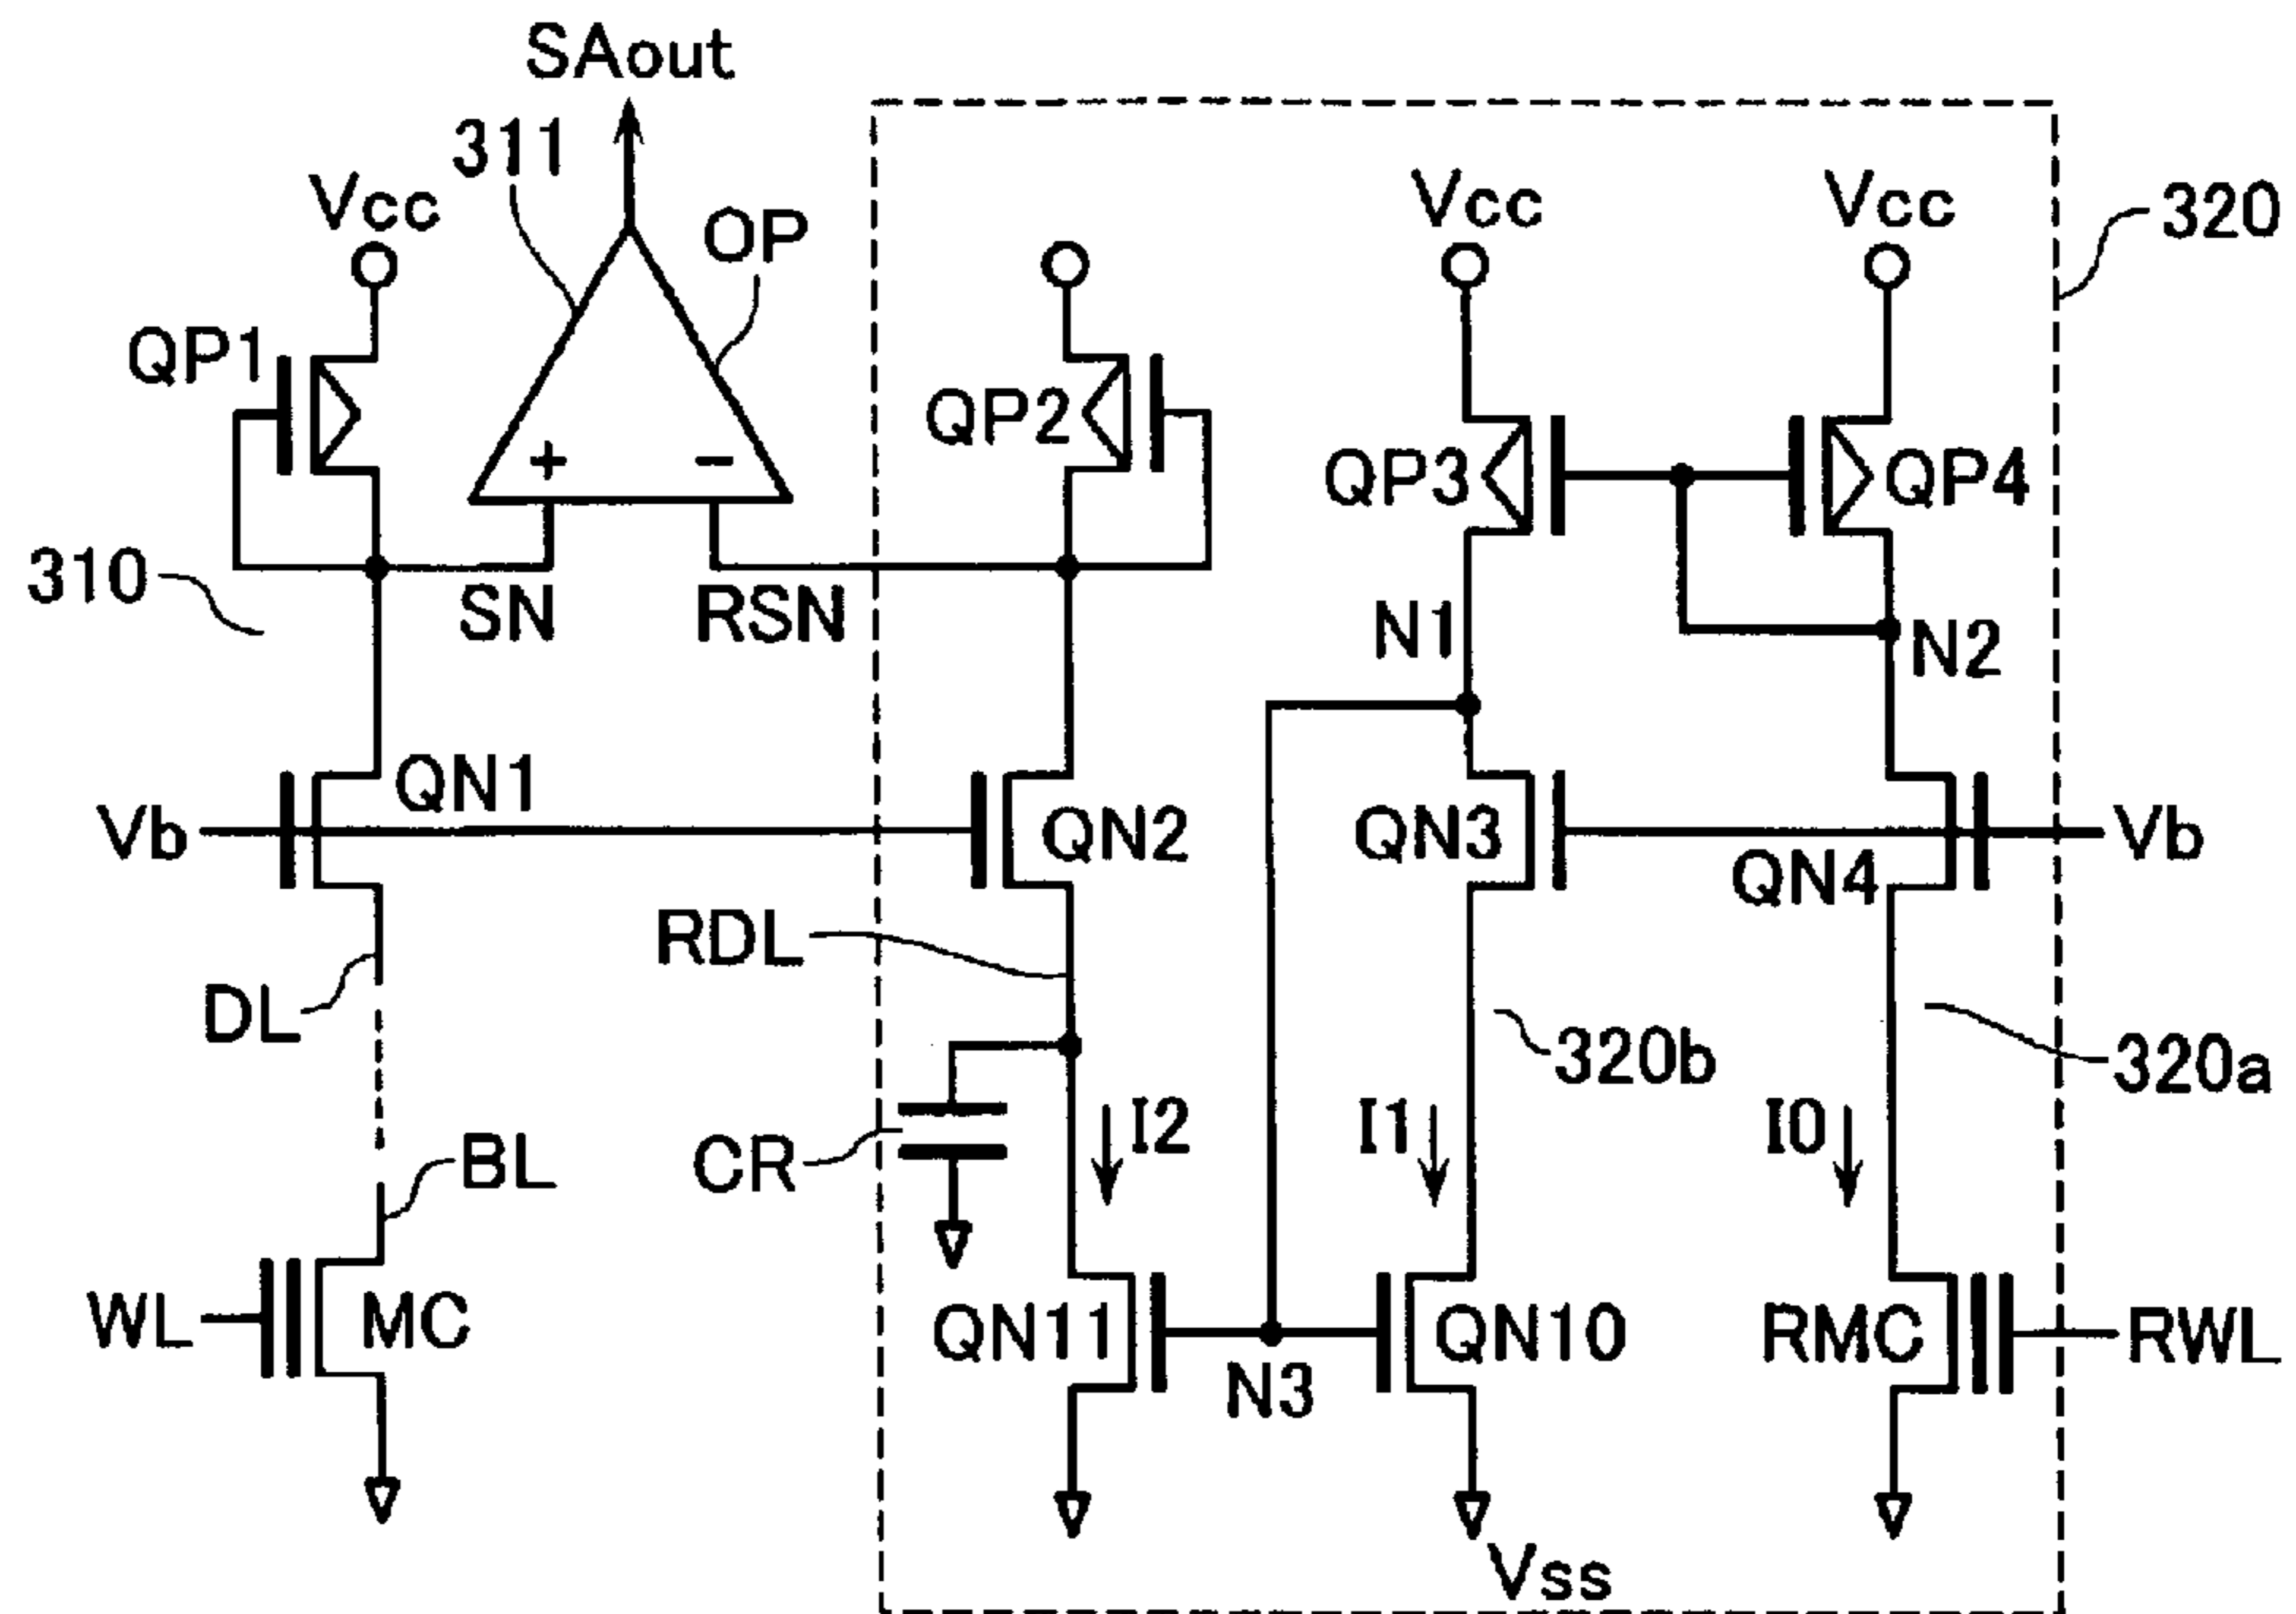 SAout
311
Vcc
OP
Vcc
Vcc
320
QP1
+
-
QP2
QP3
QP4
310
SN
RSN
N1
N2
QN1
Vb
QN2
QN3
QN4
Vb
RDL
DL
320b
320a
BL
CR
I2
I1
I0
WL
MC
QN11
N3
QN10
RMC
RWL
Vss